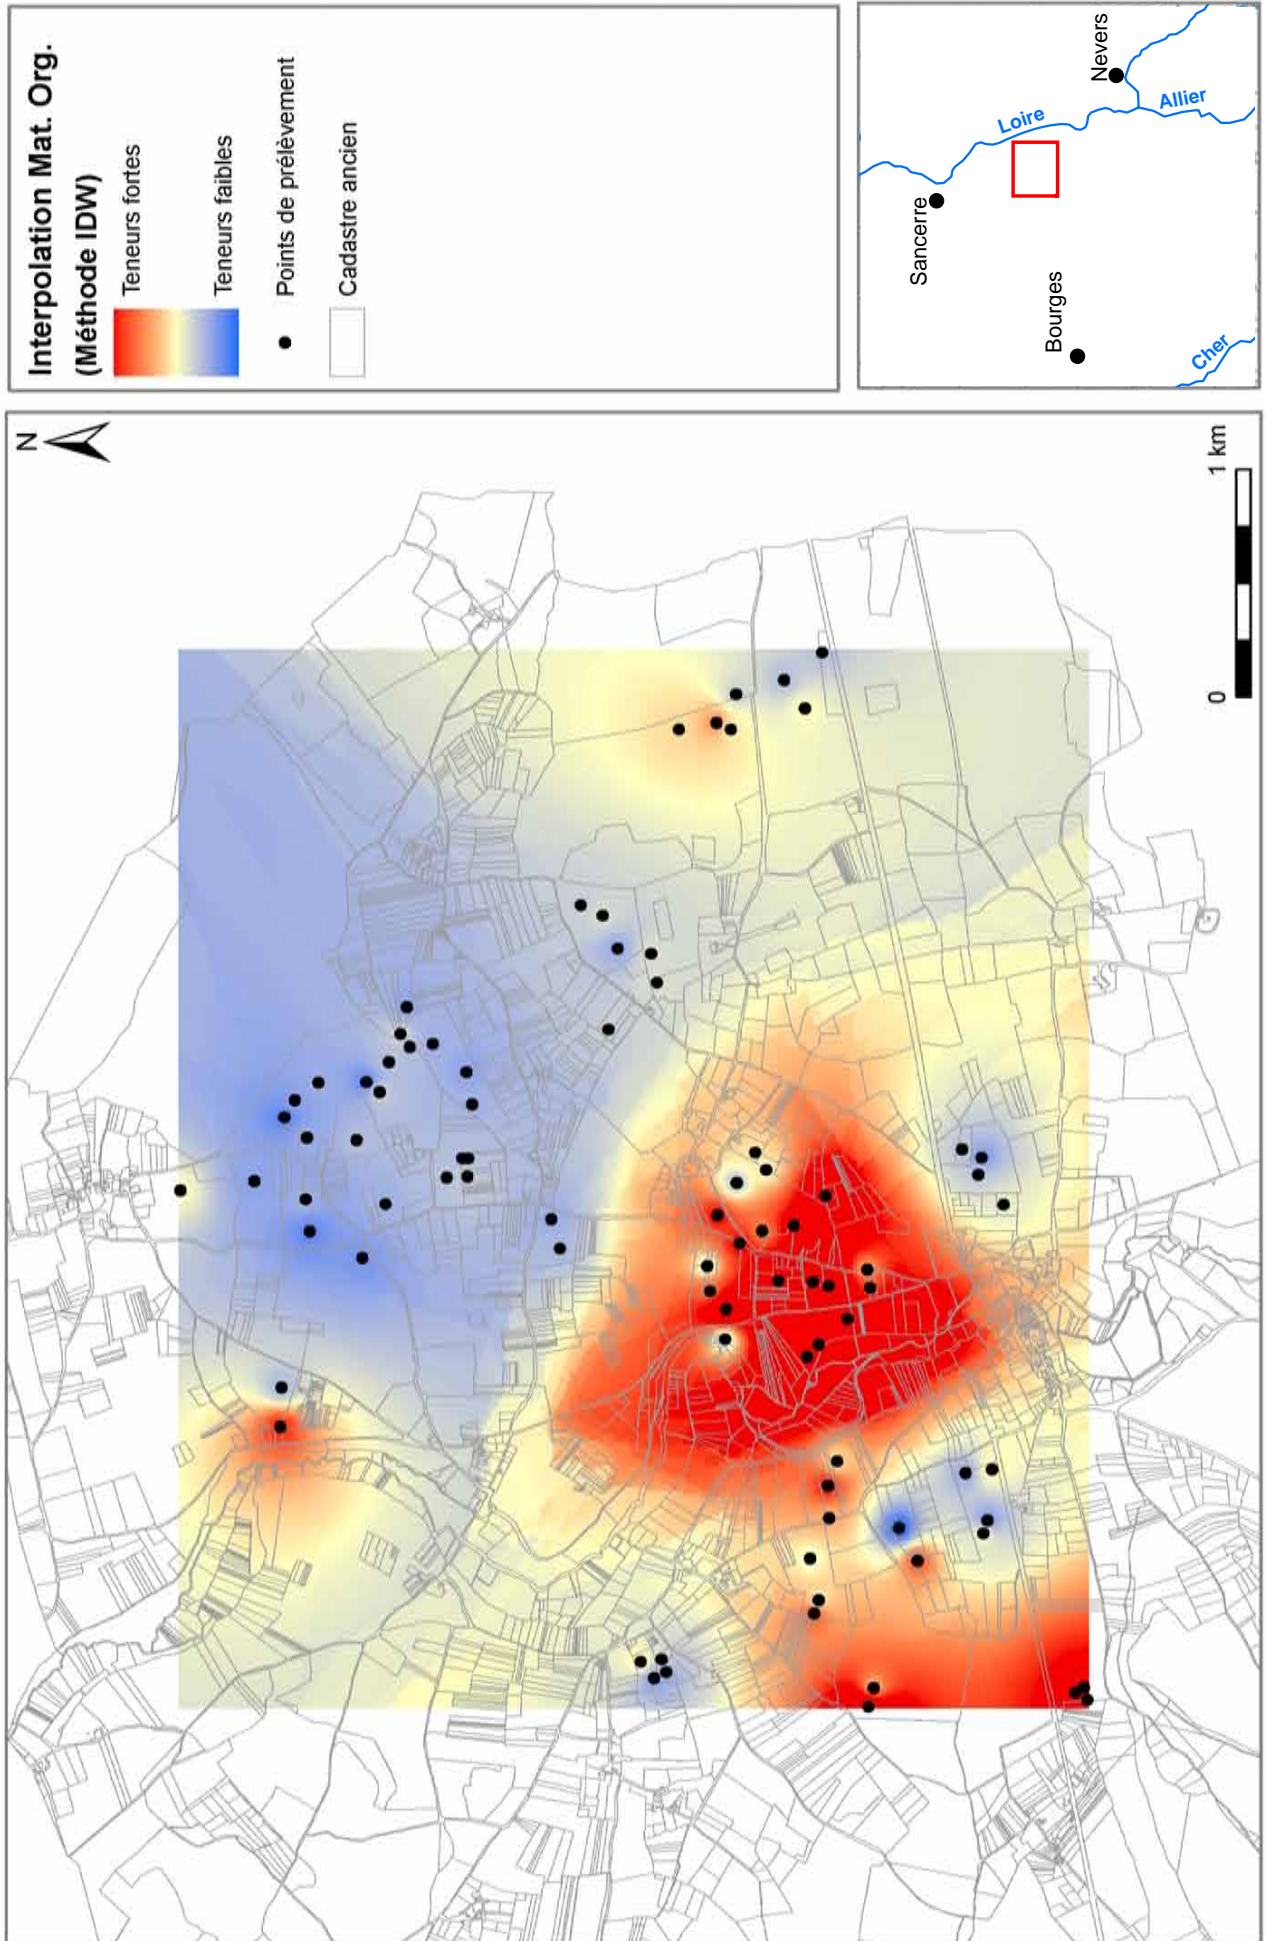 Interpolation Mat. Org.
(Méthode IDW)
Teneurs fortes
Teneurs faibles
Points de prélèvement
Cadastre ancien
N
0
1 km
Sancerre
Bourges
Nevers
Loire
Allier
Cher